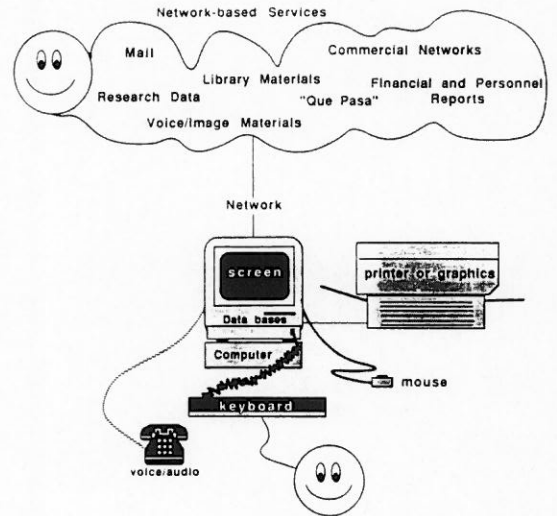 Network-based Services
Mail
Commercial Networks
Library Materials
Research Data
"Que Pasa"
Financial and Personnel
Reports
Voice/Image Materials
Network
screen
printer or graphics
Data bases
Computer
mouse
keyboard
voice/audio